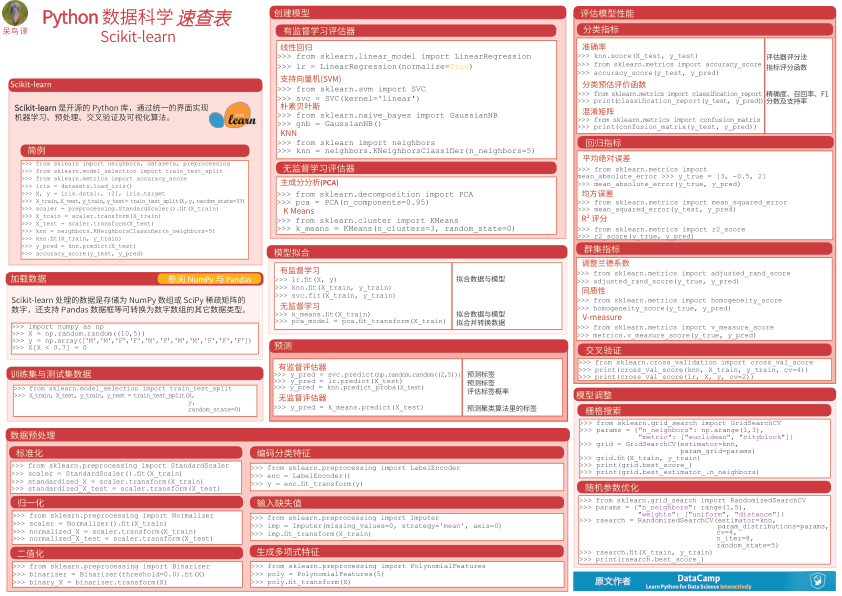 呆鸟 译
Python 数据科学 速查表
Scikit-learn
Scikit-learn
Scikit-learn 是开源的 Python 库，通过统一的界面实现
机器学习、预处理、交叉验证及可视化算法。
learn
简例
>>> from sklearn import neighbors, datasets, preprocessing
>>> from sklearn.model_selection import train_test_split
>>> from sklearn.metrics import accuracy_score
>>> iris = datasets.load_iris()
>>> X, y = iris.data[:, :2], iris.target
>>> X_train, X_test, y_train, y_test = train_test_split(X, y, random_state=33)
>>> scaler = preprocessing.StandardScaler().fit(X_train)
>>> X_train = scaler.transform(X_train)
>>> X_test = scaler.transform(X_test)
>>> knn = neighbors.KNeighborsClassifier(n_neighbors=5)
>>> knn.fit(X_train, y_train)
>>> y_pred = knn.predict(X_test)
>>> accuracy_score(y_test, y_pred)
加载数据
参阅 NumPy 与 Pandas
Scikit-learn 处理的数据是存储为 NumPy 数组或 SciPy 稀疏矩阵的
数字，还支持 Pandas 数据框等可转换为数字数组的其它数据类型。
>>> import numpy as np
>>> X = np.random.random((10,5))
>>> y = np.array(['M','M','F','F','M','F','M','M','F','F','F'])
>>> X[X < 0.7] = 0
训练集与测试集数据
>>> from sklearn.model_selection import train_test_split
>>> X_train, X_test, y_train, y_test = train_test_split(X,
y,
random_state=0)
数据预处理
标准化
>>> from sklearn.preprocessing import StandardScaler
>>> scaler = StandardScaler().fit(X_train)
>>> standardized_X = scaler.transform(X_train)
>>> standardized_X_test = scaler.transform(X_test)
归一化
>>> from sklearn.preprocessing import Normalizer
>>> scaler = Normalizer().fit(X_train)
>>> normalized_X = scaler.transform(X_train)
>>> normalized_X_test = scaler.transform(X_test)
二值化
>>> from sklearn.preprocessing import Binarizer
>>> binarizer = Binarizer(threshold=0.0).fit(X)
>>> binary_X = binarizer.transform(X)
编码分类特征
>>> from sklearn.preprocessing import LabelEncoder
>>> enc = LabelEncoder()
>>> y = enc.fit_transform(y)
输入缺失值
>>> from sklearn.preprocessing import Imputer
>>> imp = Imputer(missing_values=0, strategy='mean', axis=0)
>>> imp.fit_transform(X_train)
生成多项式特征
>>> from sklearn.preprocessing import PolynomialFeatures
>>> poly = PolynomialFeatures(5)
>>> poly.fit_transform(X)
创建模型
有监督学习评估器
线性回归
>>> from sklearn.linear_model import LinearRegression
>>> lr = LinearRegression(normalize=True)
支持向量机(SVM)
>>> from sklearn.svm import SVC
>>> svc = SVC(kernel='linear')
朴素贝叶斯
>>> from sklearn.naive_bayes import GaussianNB
>>> gnb = GaussianNB()
KNN
>>> from sklearn import neighbors
>>> knn = neighbors.KNeighborsClassifier(n_neighbors=5)
无监督学习评估器
主成分分析(PCA)
>>> from sklearn.decomposition import PCA
>>> pca = PCA(n_components=0.95)
K Means
>>> from sklearn.cluster import KMeans
>>> k_means = KMeans(n_clusters=3, random_state=0)
模型拟合
有监督学习
>>> lr.fit(X, y)
>>> knn.fit(X_train, y_train)
>>> svc.fit(X_train, y_train)
拟合数据与模型
无监督学习
>>> k_means.fit(X_train)
>>> pca_model = pca.fit_transform(X_train)
拟合数据与模型
拟合并转换数据
预测
有监督评估器
>>> y_pred = svc.predict(np.random.random((2,5)))
>>> y_pred = lr.predict(X_test)
>>> y_pred = knn.predict_proba(X_test)
预测标签
预测标签
评估标签概率
无监督评估器
>>> y_pred = k_means.predict(X_test)
预测聚类算法里的标签
评估模型性能
分类指标
准确率
>>> knn.score(X_test, y_test)
>>> from sklearn.metrics import accuracy_score
>>> accuracy_score(y_test, y_pred)
评估器评分法
指标评分函数
分类预估评价函数
>>> from sklearn.metrics import classification_report
>>> print(classification_report(y_test, y_pred))
精确度、召回率、F1
分数及支持率
混淆矩阵
>>> from sklearn.metrics import confusion_matrix
>>> print(confusion_matrix(y_test, y_pred))
回归指标
平均绝对误差
>>> from sklearn.metrics import
mean_absolute_error >>> y_true = [3, -0.5, 2]
>>> mean_absolute_error(y_true, y_pred)
均方误差
>>> from sklearn.metrics import mean_squared_error
>>> mean_squared_error(y_test, y_pred)
R² 评分
>>> from sklearn.metrics import r2_score
>>> r2_score(y_true, y_pred)
群集指标
调整兰德系数
>>> from sklearn.metrics import adjusted_rand_score
>>> adjusted_rand_score(y_true, y_pred)
同质性
>>> from sklearn.metrics import homogeneity_score
>>> homogeneity_score(y_true, y_pred)
V-measure
>>> from sklearn.metrics import v_measure_score
>>> metrics.v_measure_score(y_true, y_pred)
交叉验证
>>> from sklearn.cross_validation import cross_val_score
>>> print(cross_val_score(knn, X_train, y_train, cv=4))
>>> print(cross_val_score(lr, X, y, cv=2))
模型调整
栅格搜索
>>> from sklearn.grid_search import GridSearchCV
>>> params = {"n_neighbors": np.arange(1,3),
"metric": ["euclidean", "cityblock"]}
>>> grid = GridSearchCV(estimator=knn,
param_grid=params)
>>> grid.fit(X_train, y_train)
>>> print(grid.best_score_)
>>> print(grid.best_estimator_.n_neighbors)
随机参数优化
>>> from sklearn.grid_search import RandomizedSearchCV
>>> params = {"n_neighbors": range(1,5),
"weights": ["uniform", "distance"]}
>>> rsearch = RandomizedSearchCV(estimator=knn,
param_distributions=params,
cv=4,
n_iter=8,
random_state=5)
>>> rsearch.fit(X_train, y_train)
>>> print(rsearch.best_score_)
原文作者
DataCamp
Learn Python for Data Science Interactively